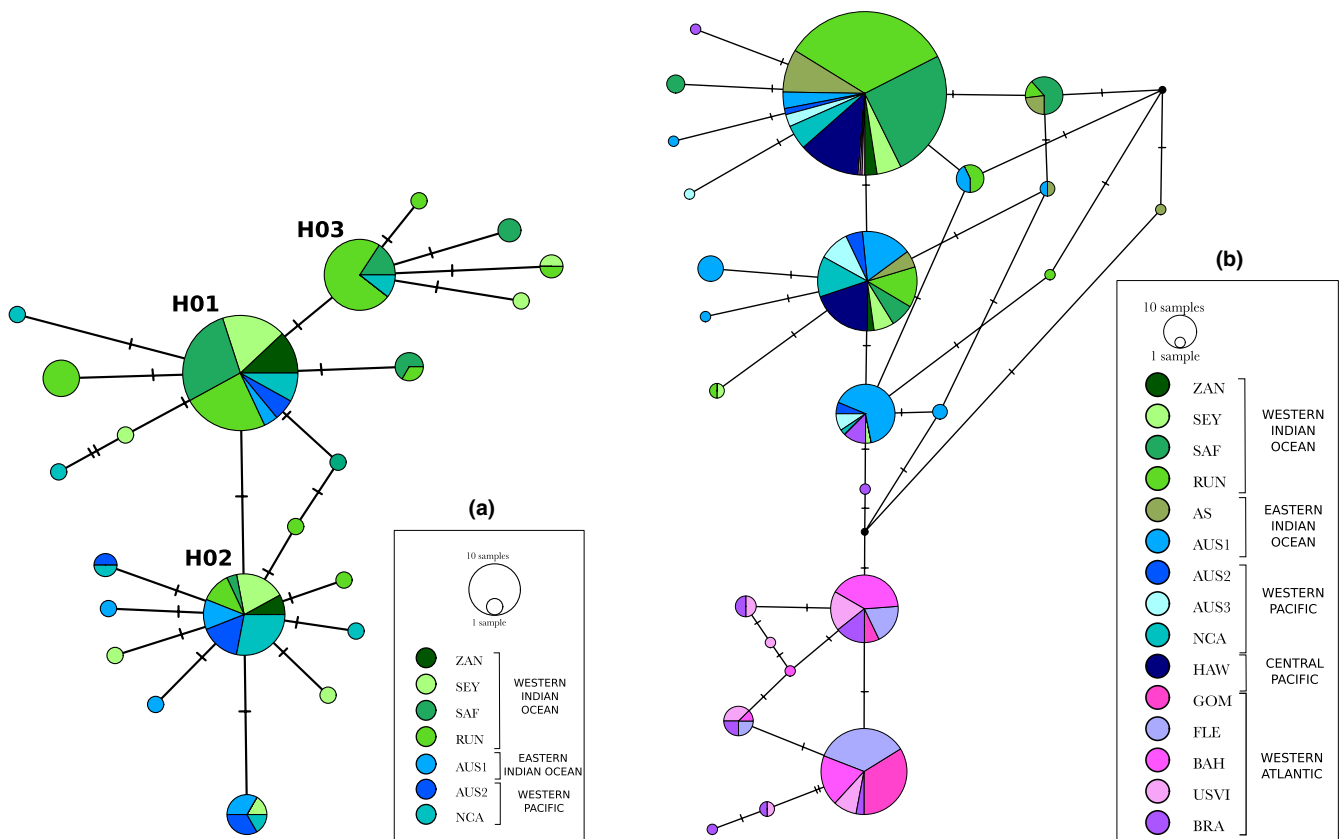 H03
H01
H02
(a)
10 samples
1 sample
ZAN
SEY
SAF
RUN
WESTERN
INDIAN
OCEAN
AUS1
EASTERN
INDIAN OCEAN
AUS2
NCA
WESTERN
PACIFIC
(b)
10 samples
1 sample
ZAN
SEY
SAF
RUN
WESTERN
INDIAN
OCEAN
AS
AUS1
EASTERN
INDIAN
OCEAN
AUS2
AUS3
NCA
WESTERN
PACIFIC
HAW
CENTRAL
PACIFIC
GOM
FLE
BAH
USVI
BRA
WESTERN
ATLANTIC